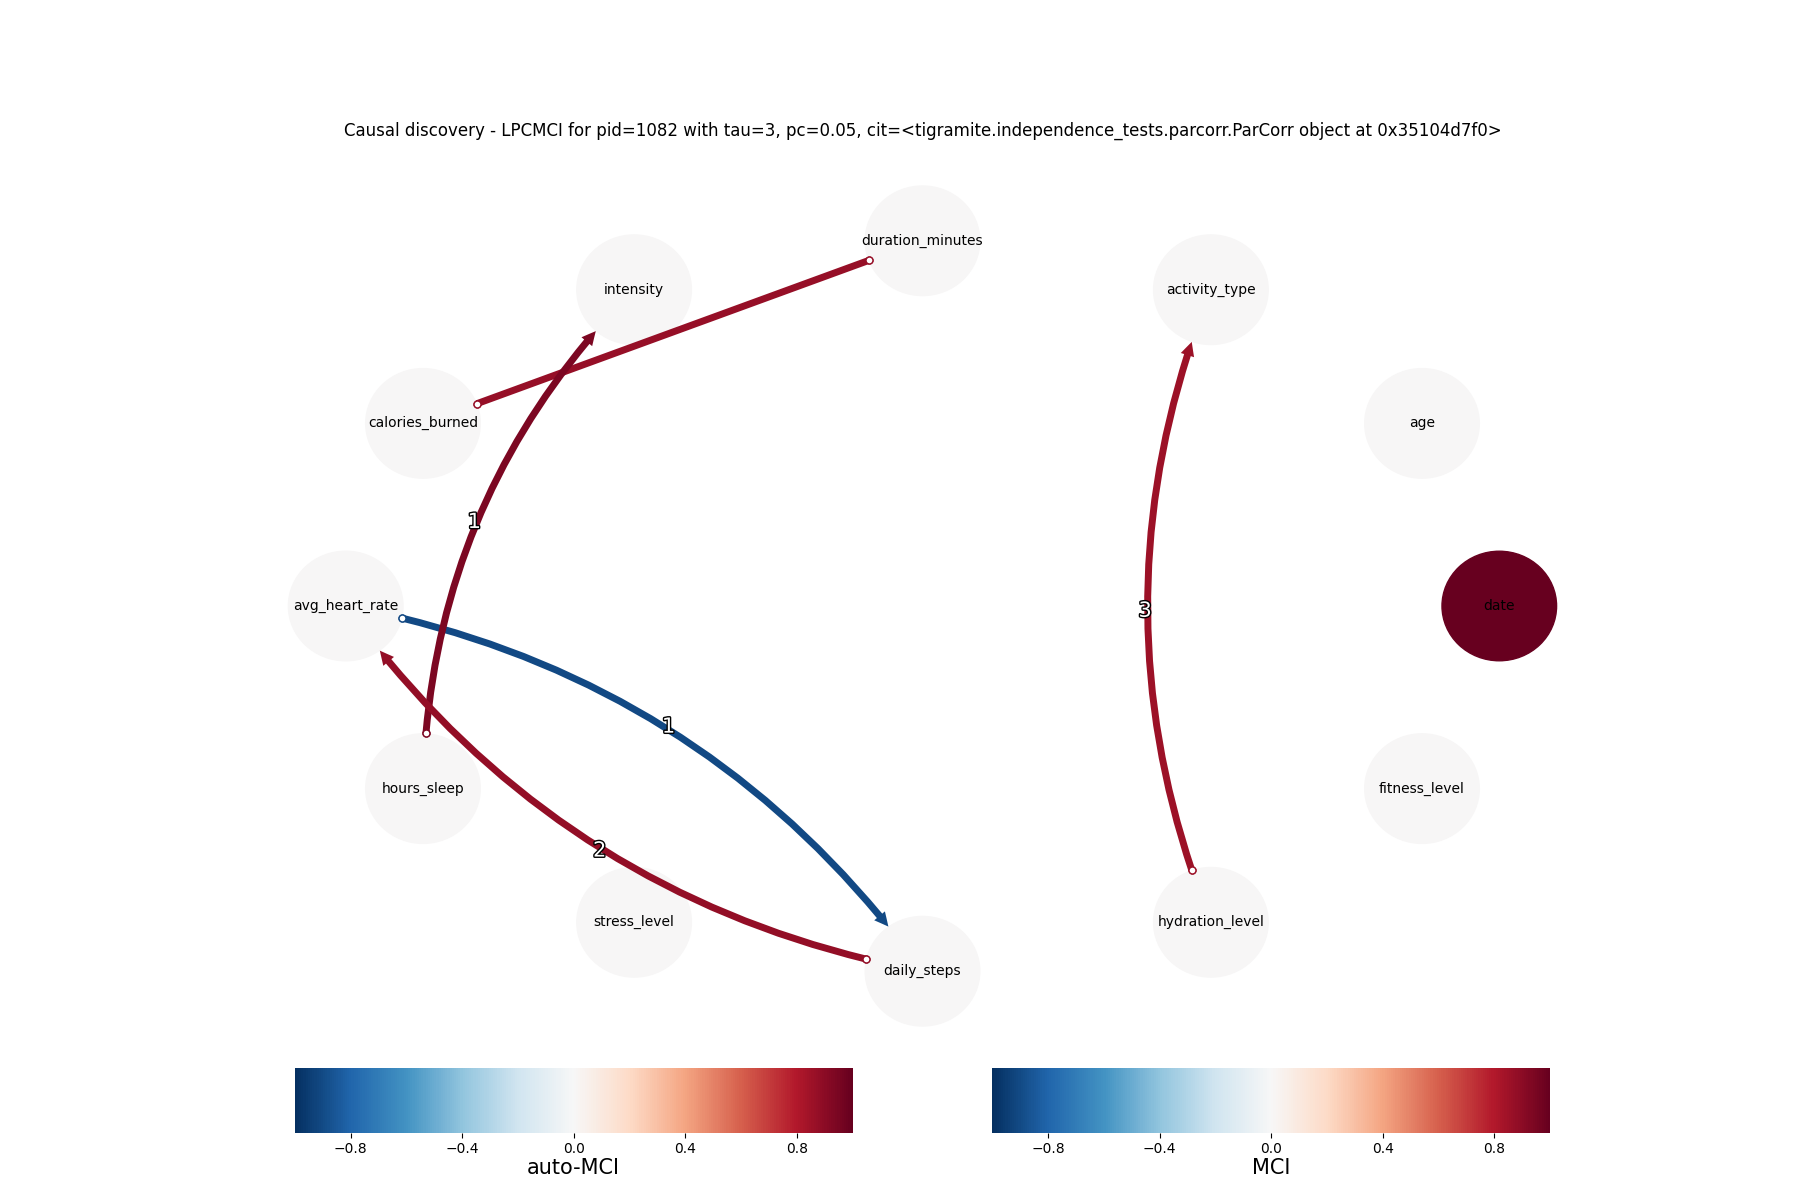 Causal discovery - LPCMCI for pid=1082 with tau=3, pc=0.05, cit=<tigramite.independence_tests.parcorr.ParCorr object at 0x35104d7f0>
duration_minutes
intensity
activity_type
calories_burned
age
1
avg_heart_rate
date
3
1
hours_sleep
fitness_level
2
stress_level
hydration_level
daily_steps
−0.8 −0.4 0.0 0.4 0.8
auto-MCI
−0.8 −0.4 0.0 0.4 0.8
MCI